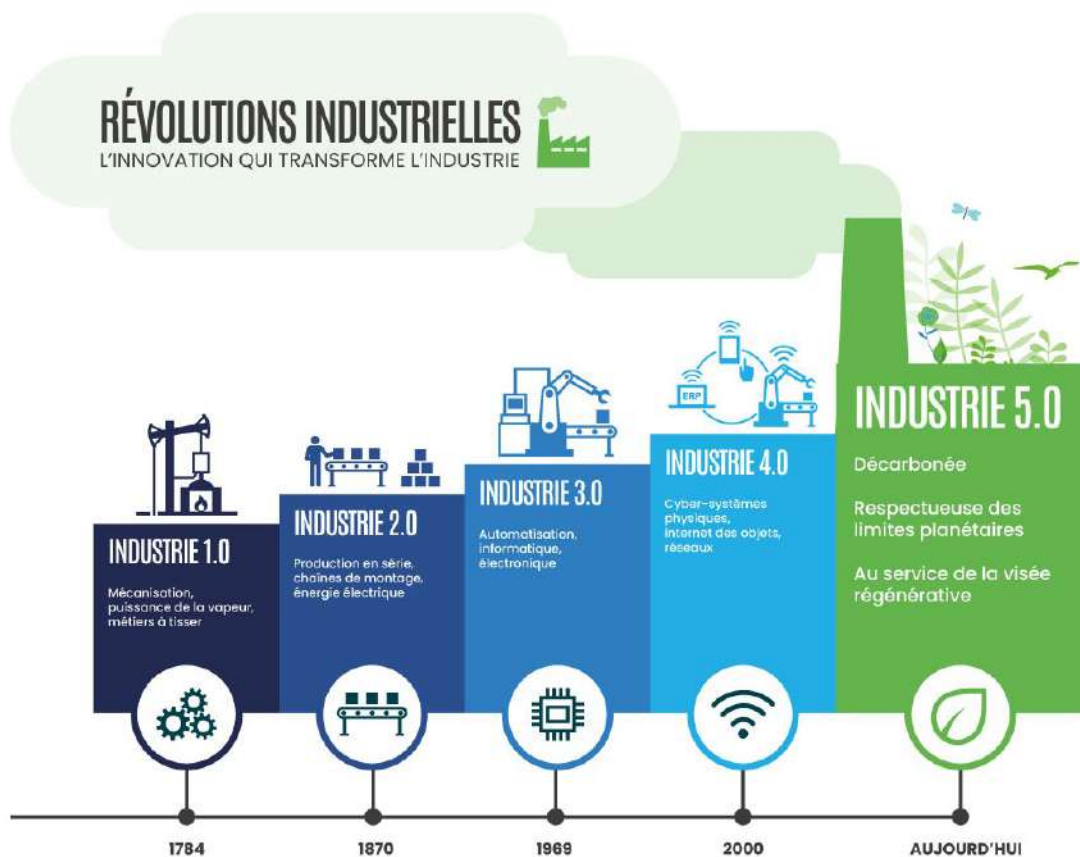 RÉVOLUTIONS INDUSTRIELLES
L'INNOVATION QUI TRANSFORME L'INDUSTRIE
INDUSTRIE 1.0
Mécanisation,
puissance de la vapeur,
métiers à tisser
INDUSTRIE 2.0
Production en série,
chaînes de montage,
énergie électrique
INDUSTRIE 3.0
Automatisation,
informatique,
électronique
ERP
INDUSTRIE 4.0
Cyber-systèmes
physiques,
internet des objets,
réseaux
INDUSTRIE 5.0
Décarbonée
Respectueuse des
limites planétaires
Au service de la visée
régénérative
1784
1870
1969
2000
AUJOURD'HUI